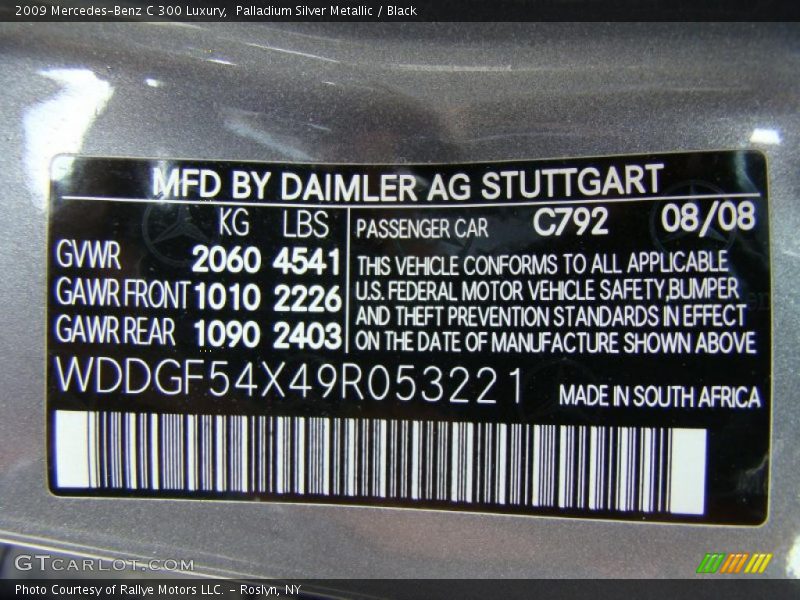 2009 Mercedes-Benz C 300 Luxury,  Palladium Silver Metallic / Black
MFD BY DAIMLER AG STUTTGART
KG LBS
GVWR 2060 4541
GAWR FRONT 1010 2226
GAWR REAR 1090 2403
PASSENGER CAR C792 08/08
THIS VEHICLE CONFORMS TO ALL APPLICABLE
U.S. FEDERAL MOTOR VEHICLE SAFETY,BUMPER
AND THEFT PREVENTION STANDARDS IN EFFECT
ON THE DATE OF MANUFACTURE SHOWN ABOVE
WDDGF54X49R053221
MADE IN SOUTH AFRICA
GTCARLOT.COM
Photo Courtesy of Rallye Motors LLC. – Roslyn, NY